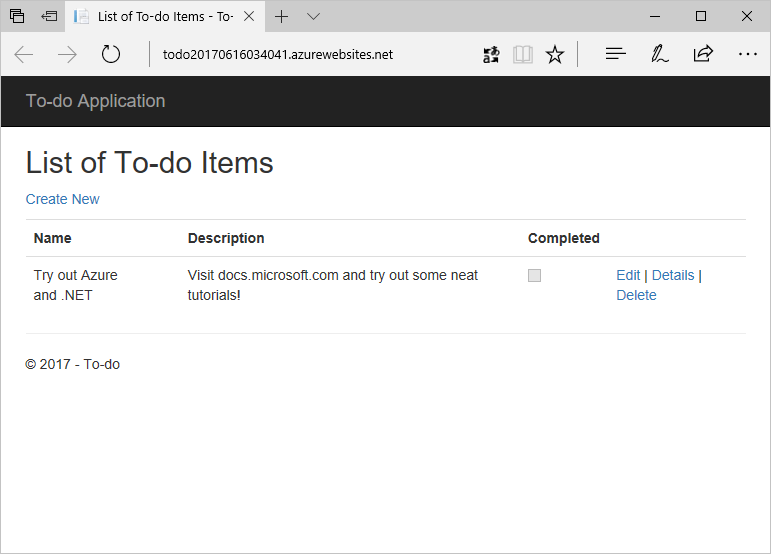 List of To-do Items - To-
todo20170616034041.azurewebsites.net
To-do Application
List of To-do Items
Create New
Name Description Completed
Try out Azure Visit docs.microsoft.com and try out some neat Edit | Details |
and .NET tutorials! Delete
© 2017 - To-do